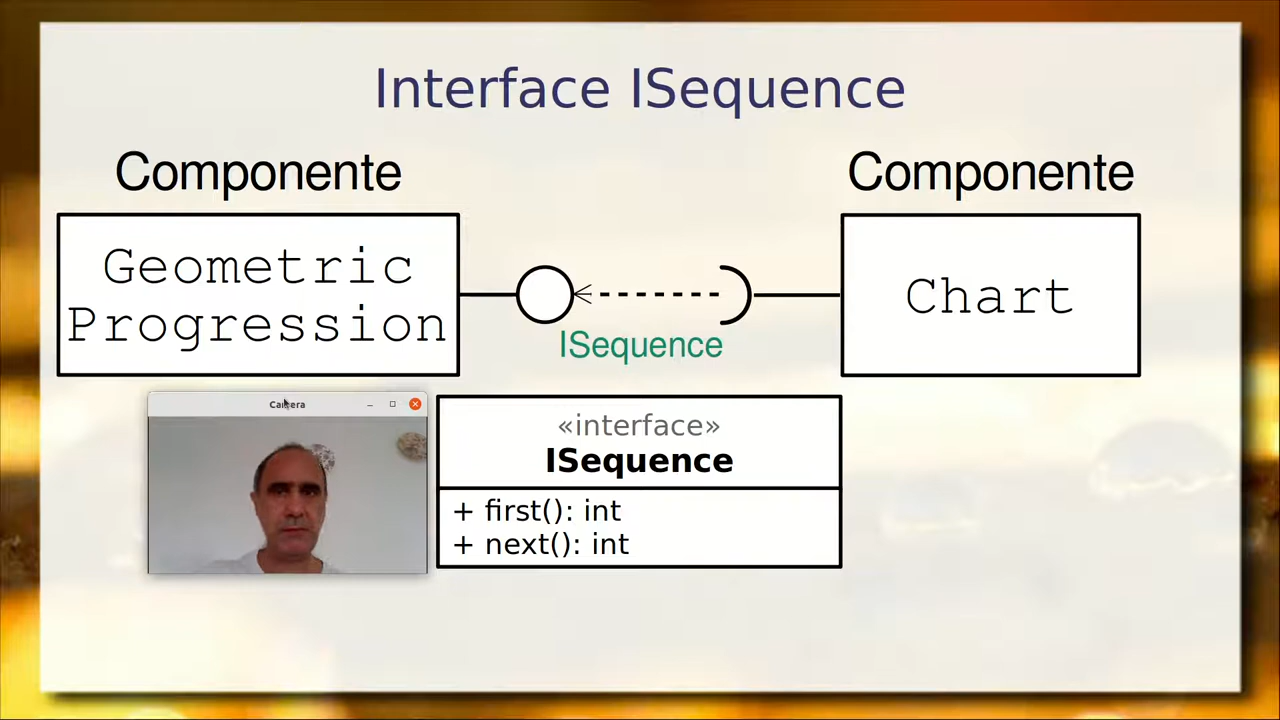 Interface ISequence
Componente
Componente
Geometric
Progression
Chart
ISequence
Camera
«interface»
ISequence
+ first(): int
+ next(): int